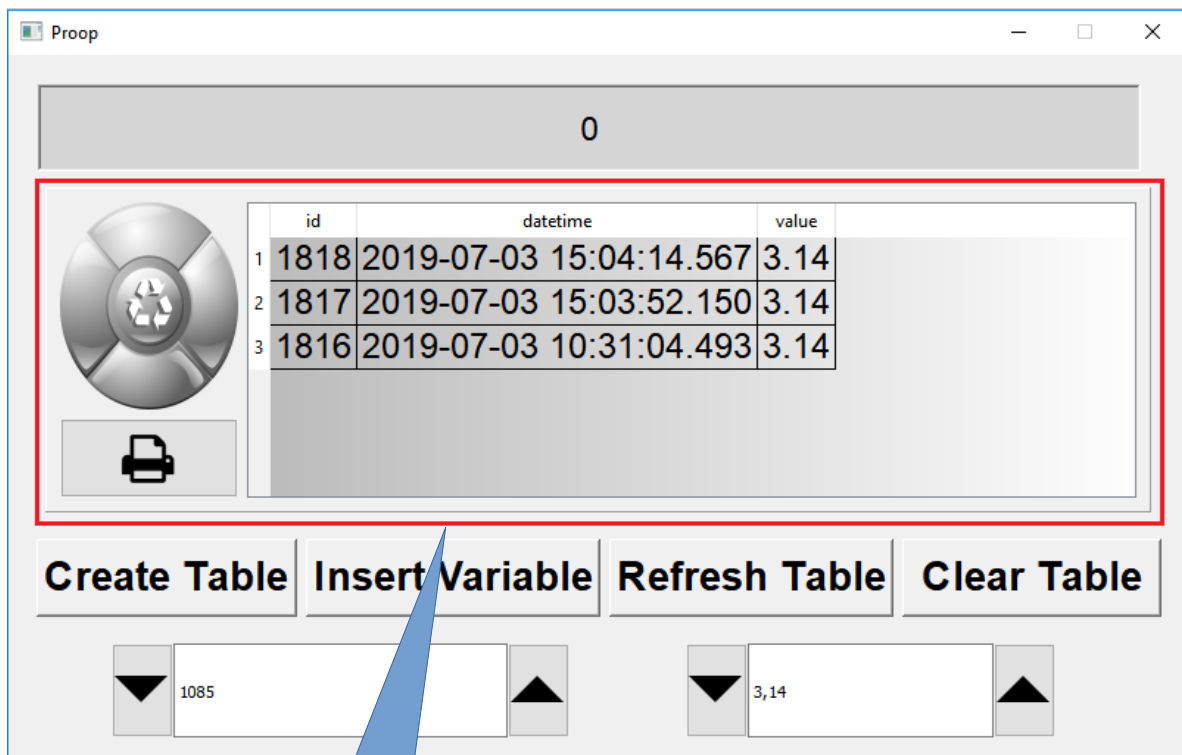 Proop
0
id datetime value
1 1818 2019-07-03 15:04:14.567 3.14
2 1817 2019-07-03 15:03:52.150 3.14
3 1816 2019-07-03 10:31:04.493 3.14
Create Table Insert Variable Refresh Table Clear Table
1085 3,14